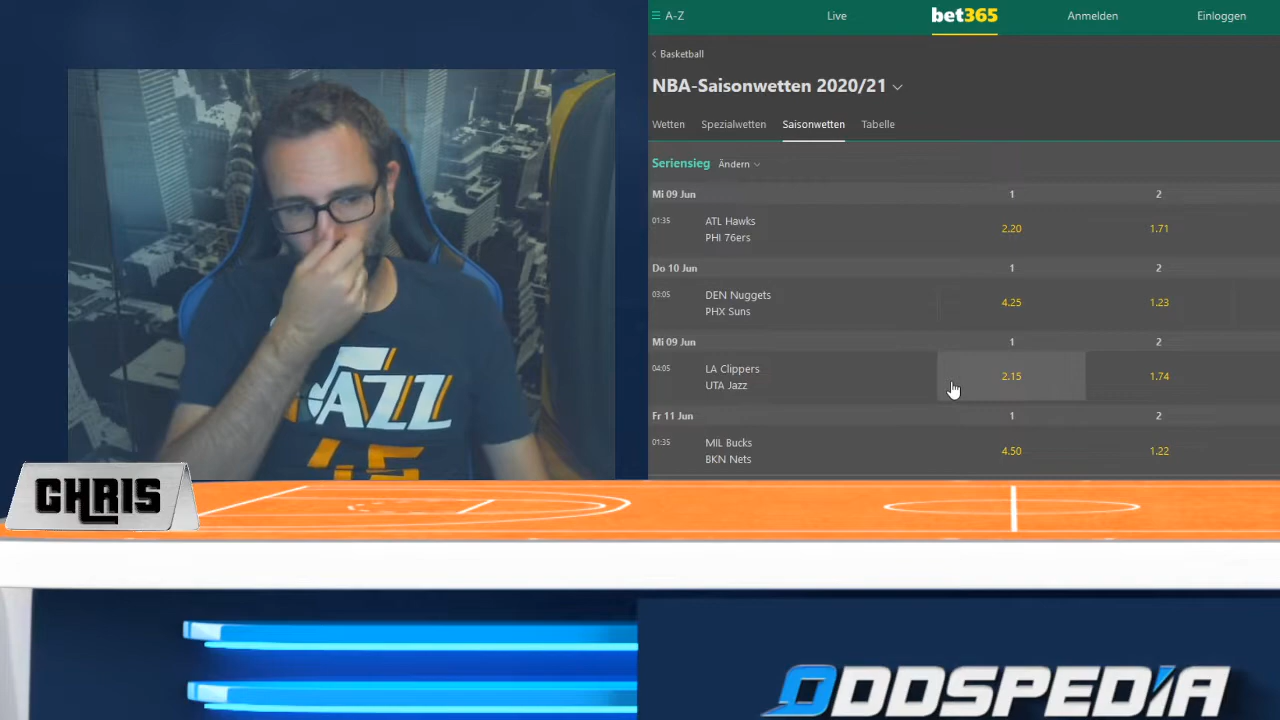 A-Z
Live
bet365
Anmelden
Einloggen
Basketball
NBA-Saisonwetten 2020/21
Wetten
Spezialwetten
Saisonwetten
Tabelle
Seriensieg
Ändern
Mi 09 Jun
1
2
01:35
ATL Hawks
PHI 76ers
2.20
1.71
Do 10 Jun
1
2
03:05
DEN Nuggets
PHX Suns
4.25
1.23
Mi 09 Jun
1
2
04:05
LA Clippers
UTA Jazz
2.15
1.74
Fr 11 Jun
1
2
01:35
MIL Bucks
BKN Nets
4.50
1.22
JAZZ
45
CHRIS
ODDSPEDIA